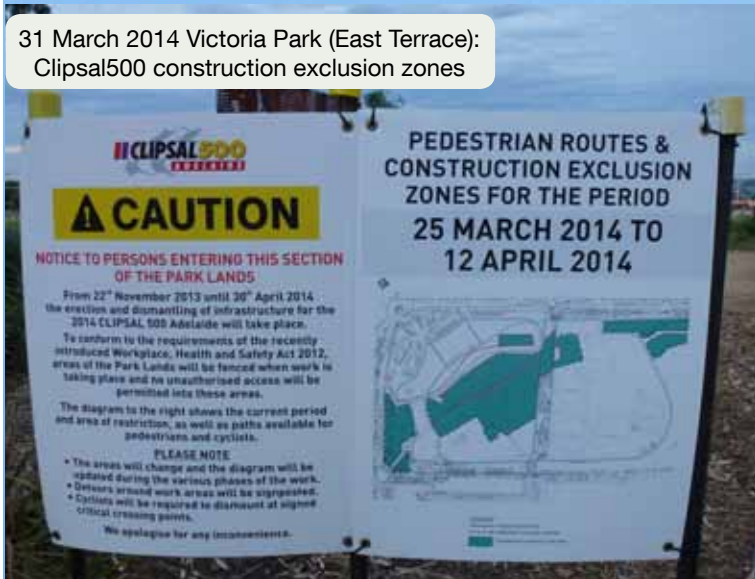 31 March 2014 Victoria Park (East Terrace):
Clipsal500 construction exclusion zones
CLIPSAL 500
ADELAIDE
CAUTION
NOTICE TO PERSONS ENTERING THIS SECTION
OF THE PARK LANDS
From 22nd November 2013 until 30th April 2014
the erection and dismantling of infrastructure for the
2014 CLIPSAL 500 Adelaide will take place.
To conform to the requirements of the recently
introduced Workplace, Health and Safety Act 2012,
areas of the Park Lands will be fenced when work is
taking place and no unauthorised access will be
permitted into these areas.
The diagram to the right shows the current period
and area of restriction, as well as paths available for
pedestrians and cyclists.
PLEASE NOTE
• The areas will change and the diagram will be
updated during the various phases of the work.
• Detours around work areas will be signposted.
• Cyclists will be required to dismount at signed
critical crossing points.
We apologise for any inconvenience.
PEDESTRIAN ROUTES &
CONSTRUCTION EXCLUSION
ZONES FOR THE PERIOD
25 MARCH 2014 TO
12 APRIL 2014